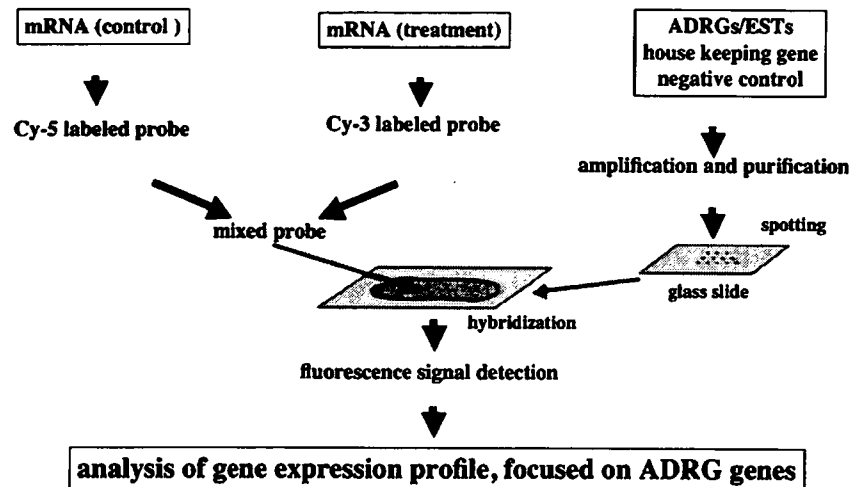 mRNA (control )
mRNA (treatment)
ADRGs/ESTs
house keeping gene
negative control
Cy-5 labeled probe
Cy-3 labeled probe
amplification and purification
mixed probe
spotting
glass slide
hybridization
fluorescence signal detection
analysis of gene expression profile, focused on ADRG genes